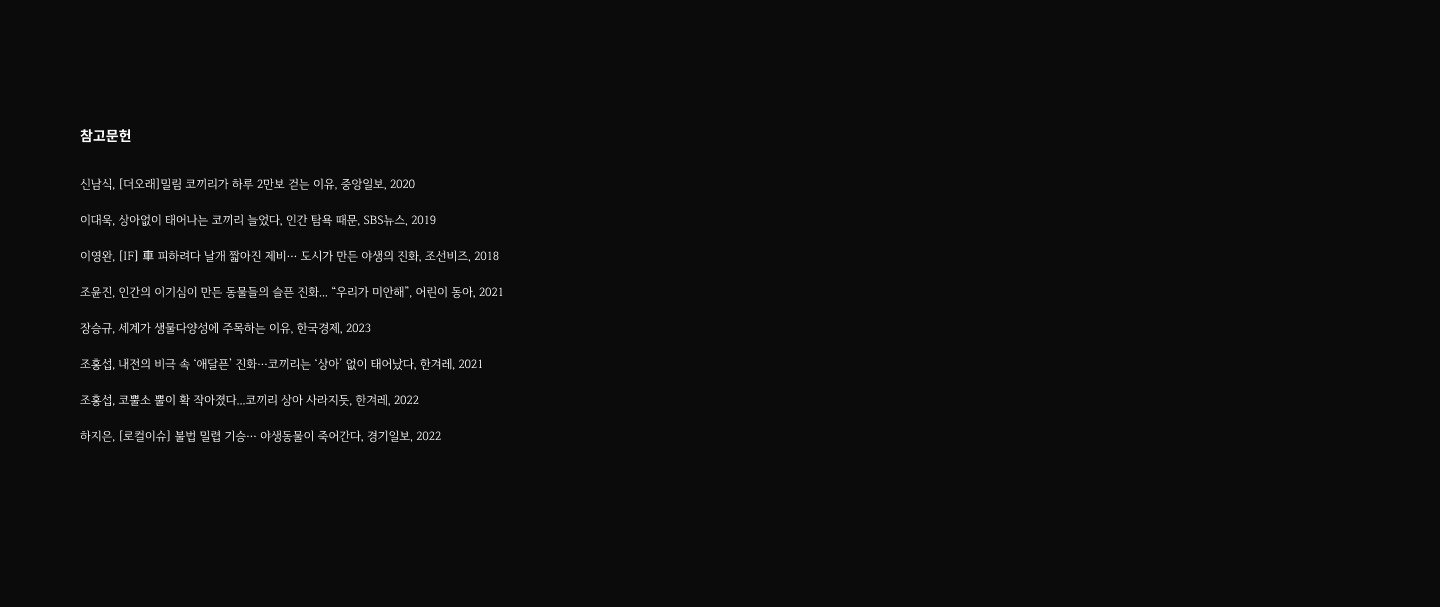 참고문헌
신남식, [더오래]밀림 코끼리가 하루 2만보 걷는 이유, 중앙일보, 2020
이대욱, 상아없이 태어나는 코끼리 늘었다, 인간 탐욕 때문, SBS뉴스, 2019
이영완, [IF] 車 피하려다 날개 짧아진 제비… 도시가 만든 야생의 진화, 조선비즈, 2018
조윤진, 인간의 이기심이 만든 동물들의 슬픈 진화... “우리가 미안해”, 어린이 동아, 2021
장승규, 세계가 생물다양성에 주목하는 이유, 한국경제, 2023
조홍섭, 내전의 비극 속 ‘애달픈’ 진화…코끼리는 ‘상아’ 없이 태어났다, 한겨레, 2021
조홍섭, 코뿔소 뿔이 확 작아졌다...코끼리 상아 사라지듯, 한겨레, 2022
하지은, [로컬이슈] 불법 밀렵 기승… 야생동물이 죽어간다, 경기일보, 2022